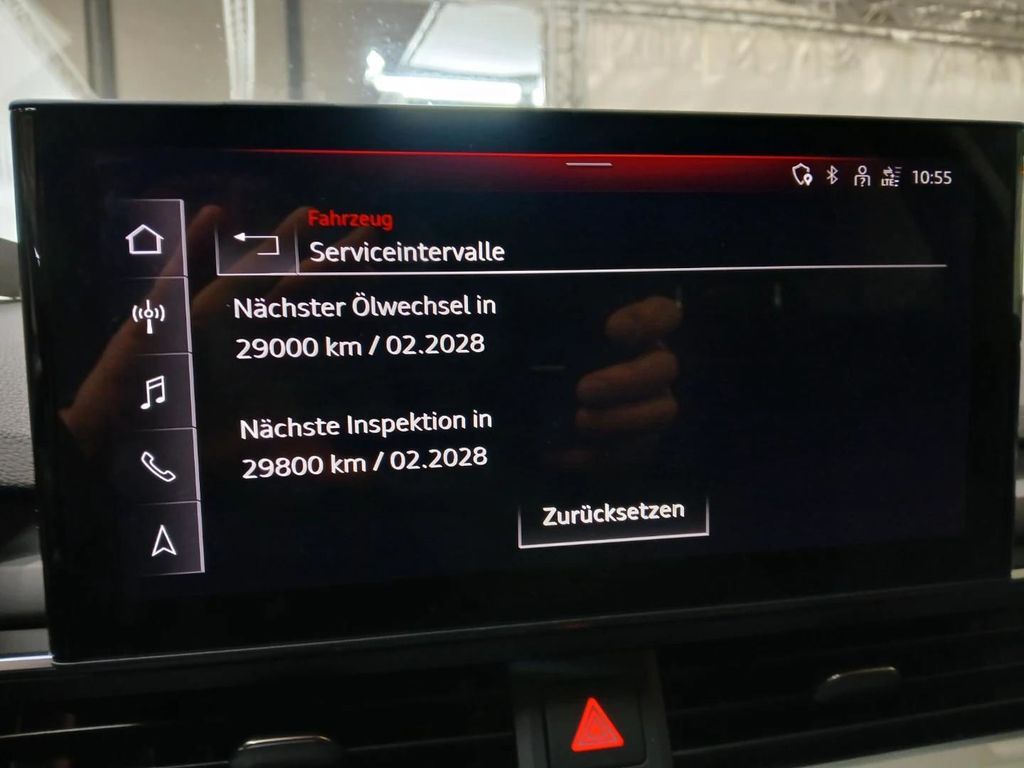 LTE
10:55
Fahrzeug
Serviceintervalle
Nächster Ölwechsel in
29000 km / 02.2028
Nächste Inspektion in
29800 km / 02.2028
Zurücksetzen